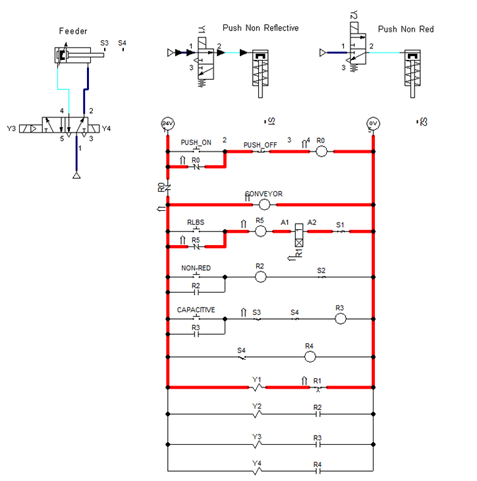 Feeder
S3 S4
4 2
Y3 Y4
5 3
1
Push Non Reflective
Y1
1 2
3
S1
Push Non Red
Y2
1 2
3
S2
24V
1
0V
5
PUSH_ON 2 PUSH_OFF 3 4 R0
R0
R0
CONVEYOR
RLBS R5 A1 A2 S1
R5
R1
NON-RED R2 S2
R2
CAPACITIVE S3 S4 R3
R3
S4 R4
Y1 R1
Y2 R2
Y3 R3
Y4 R4